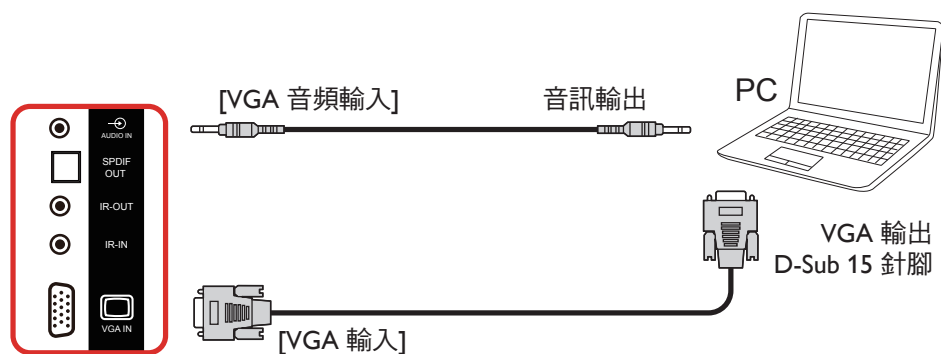 [VGA 音頻輸入]
音訊輸出
PC
AUDIO IN
SPDIF
OUT
IR-OUT
IR-IN
VGA IN
VGA 輸出
D-Sub 15 針腳
[VGA 輸入]